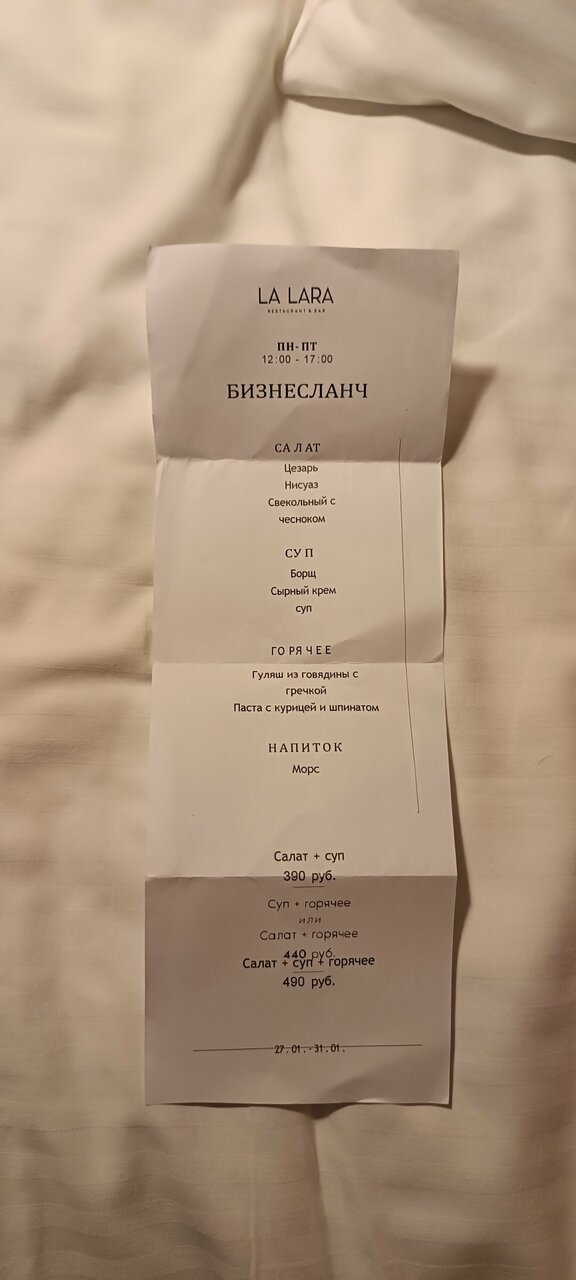 LA LARA
RESTAURANT & BAR
ПН-ПТ
12:00 - 17:00
БИЗНЕСЛАНЧ
САЛАТ
Цезарь
Нисуаз
Свекольный с
чесноком
СУП
Борщ
Сырный крем
суп
ГОРЯЧЕЕ
Гуляш из говядины с
гречкой
Паста с курицей и шпинатом
НАПИТОК
Морс
Салат + суп
390 руб.
Суп + горячее
или
Салат + горячее
440 руб.
Салат + суп + горячее
490 руб.
27.01.-31.01.